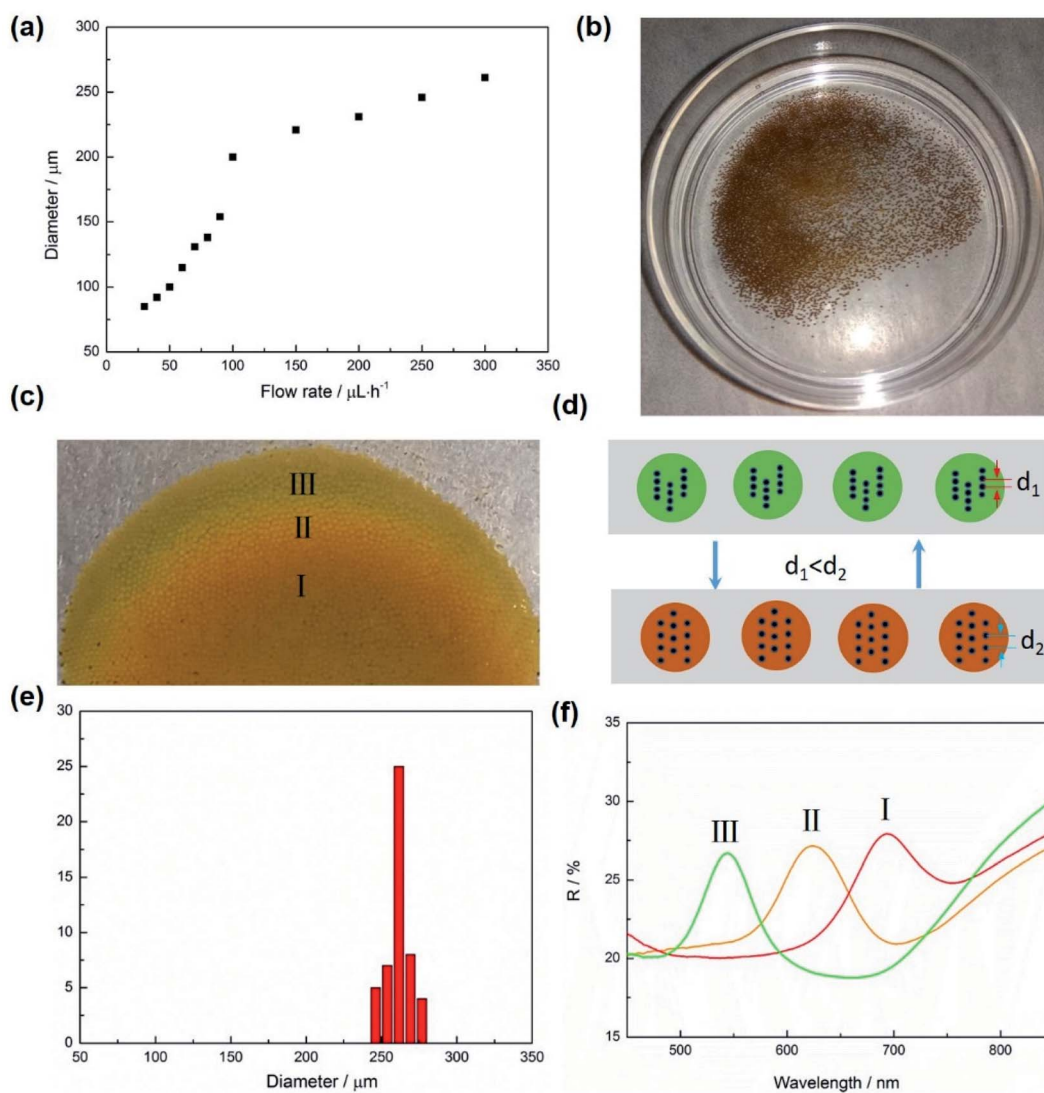 (a)
300
250
200
150
100
50
Diameter / μm
0 50 100 150 200 250 300 350
Flow rate / μL·h⁻¹
(b)
(c)
III
II
I
(d)
d₁
d₁<d₂
d₂
(e)
30
25
20
15
10
5
0
50 100 150 200 250 300 350
Diameter / μm
(f)
35
30
25
20
15
R / %
III II I
500 600 700 800
Wavelength / nm